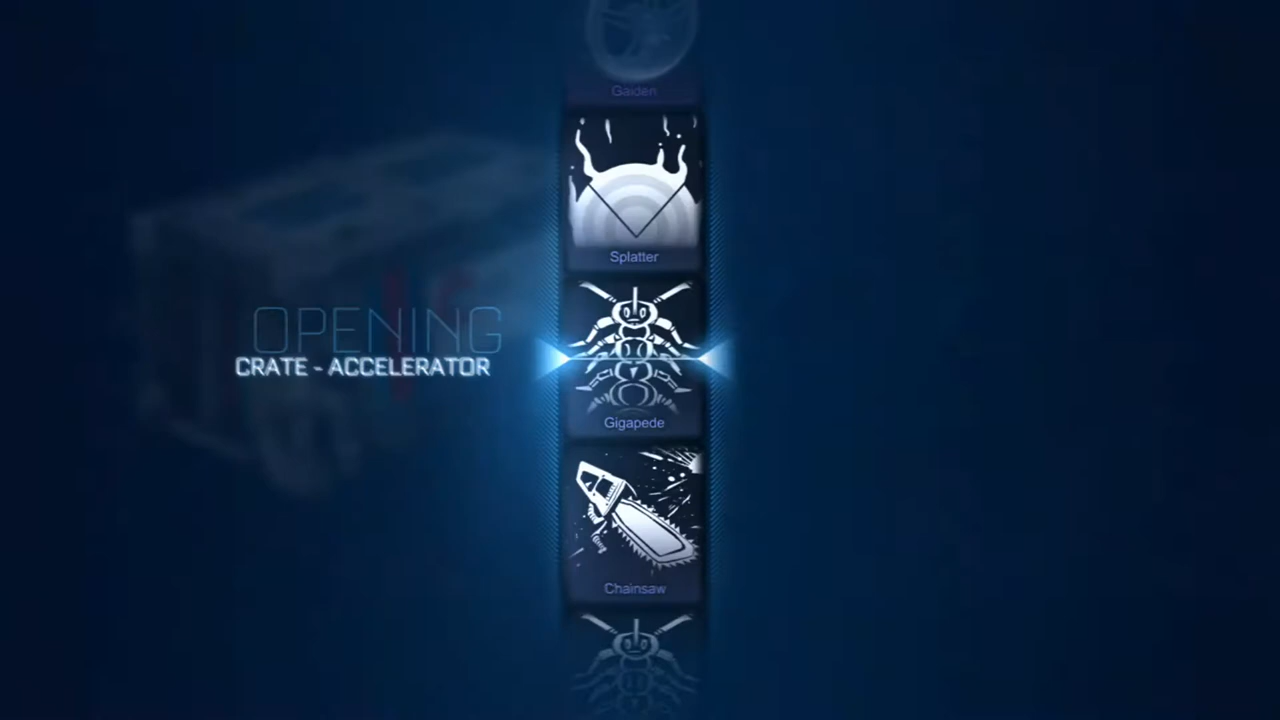 Gaiden
Splatter
OPENING
CRATE - ACCELERATOR
Gigapede
Chainsaw